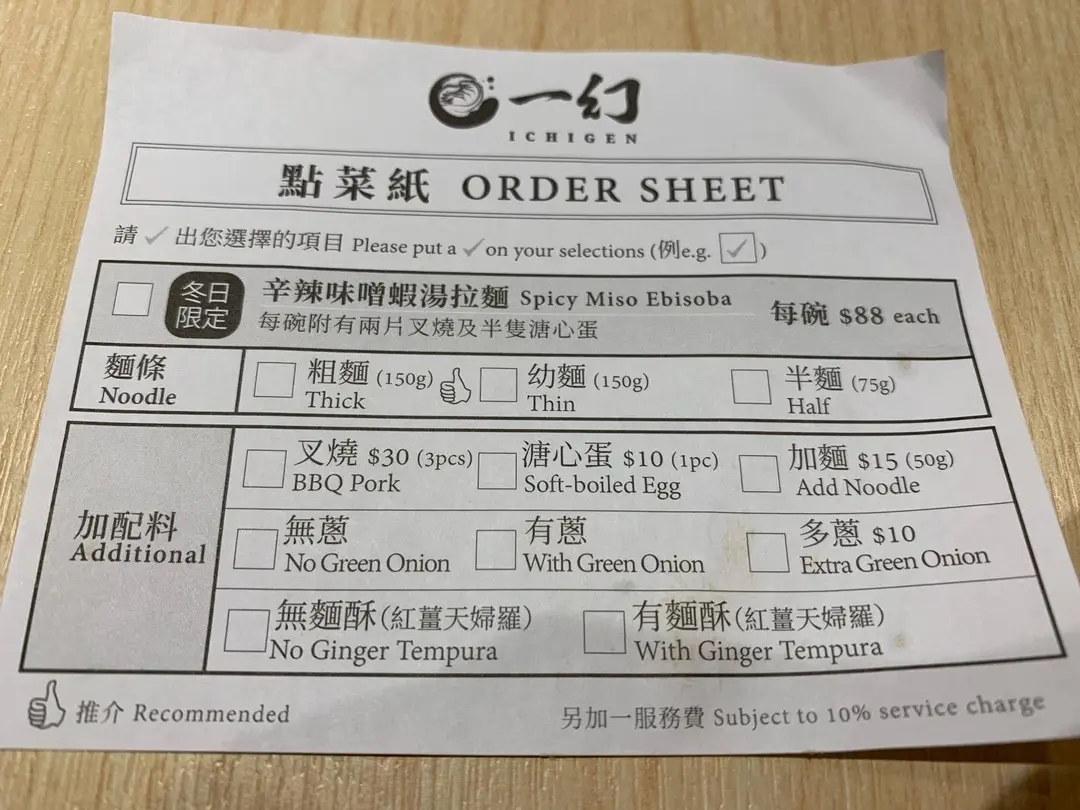 一幻
ICHIGEN
點菜紙 ORDER SHEET
請 ✓ 出您選擇的項目 Please put a ✓ on your selections (例e.g. ✓ )
冬日限定 辛辣味噌蝦湯拉麵 Spicy Miso Ebisoba 每碗 $88 each
每碗附有兩片叉燒及半隻溏心蛋
麵條 粗麵 (150g) 幼麵 (150g) 半麵 (75g)
Noodle Thick Thin Half
叉燒 $30 (3pcs) 溏心蛋 $10 (1pc) 加麵 $15 (50g)
BBQ Pork Soft-boiled Egg Add Noodle
加配料 無蔥 有蔥 多蔥 $10
Additional No Green Onion With Green Onion Extra Green Onion
無麵酥 (紅薑天婦羅) 有麵酥 (紅薑天婦羅)
No Ginger Tempura With Ginger Tempura
推介 Recommended 另加一服務費 Subject to 10% service charge